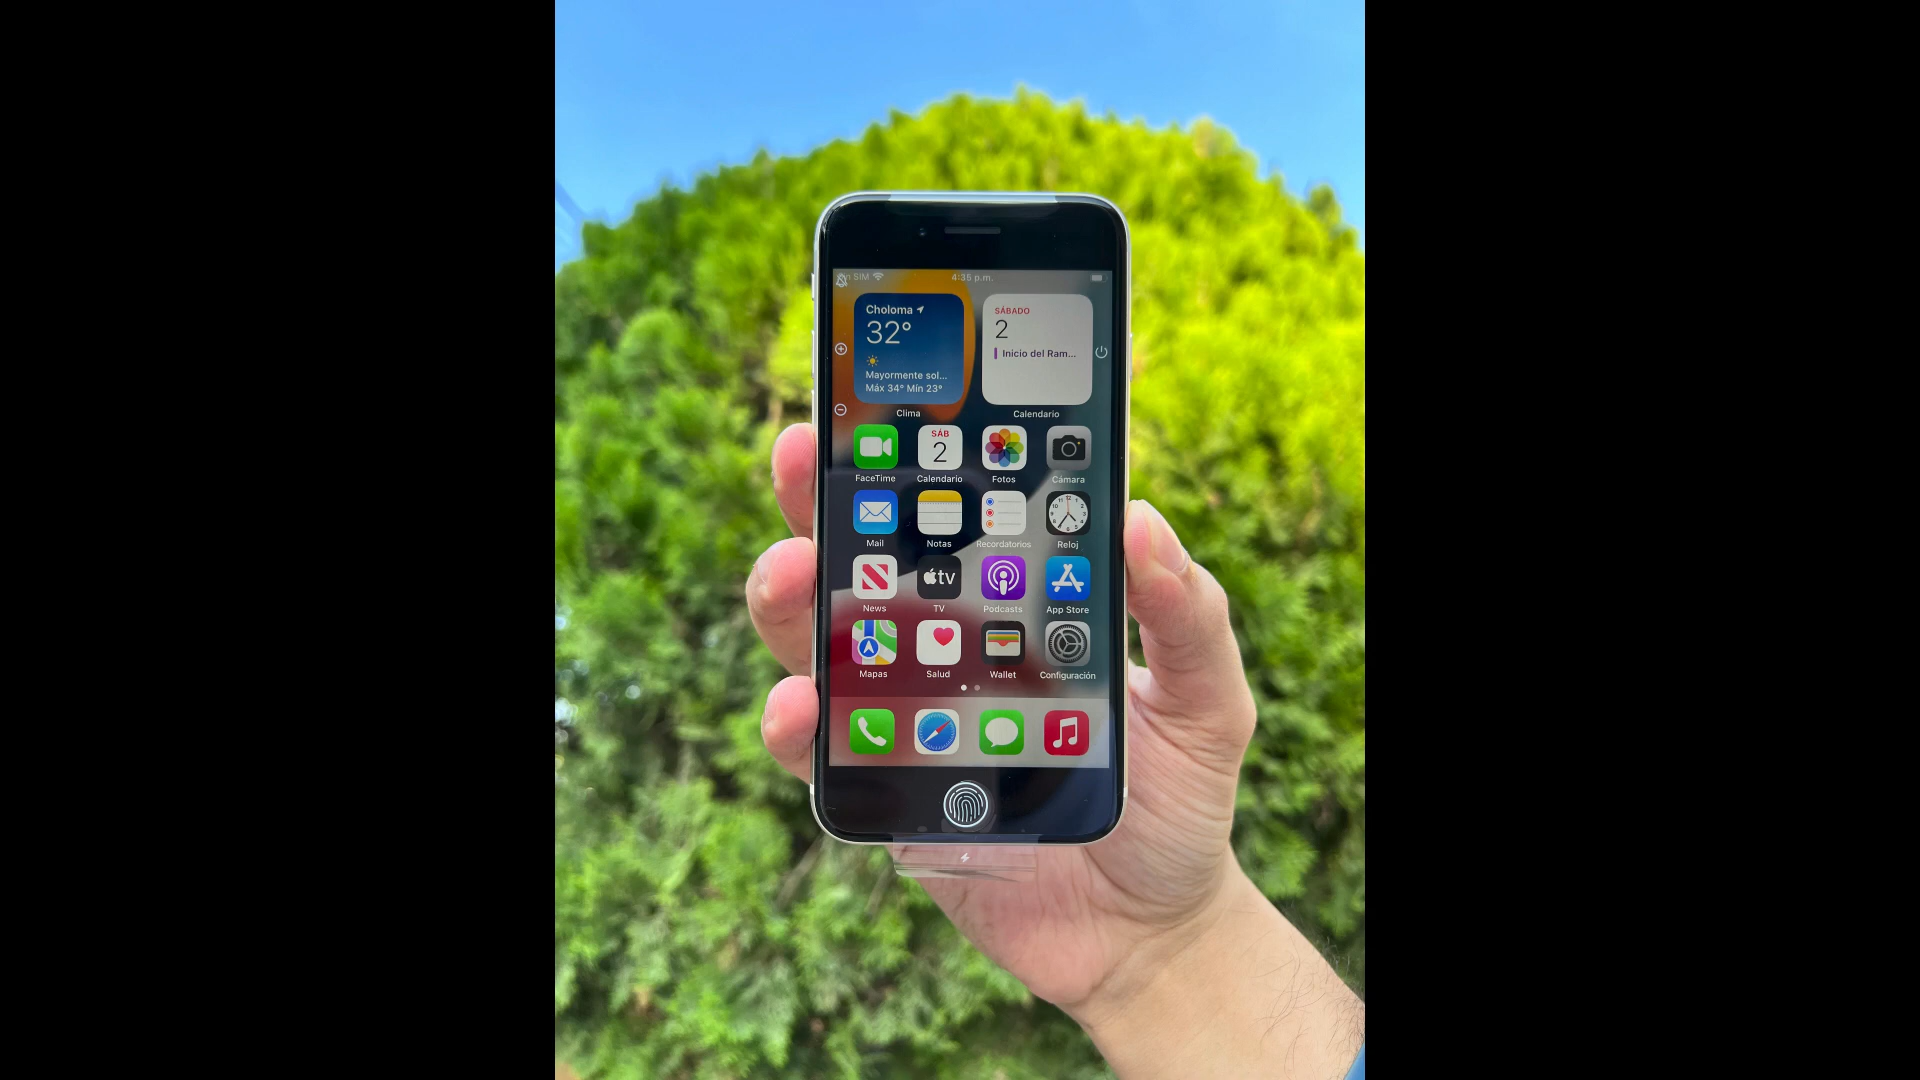 SIM 4:35 p.m.
Choloma
32°
Mayormente sol...
Máx 34° Mín 23°
Clima
SÁBADO
2
Inicio del Ram...
Calendario
SÁB
2
FaceTime Calendario Fotos Cámara
Mail Notas Recordatorios Reloj
tv
News TV Podcasts App Store
Mapas Salud Wallet Configuración